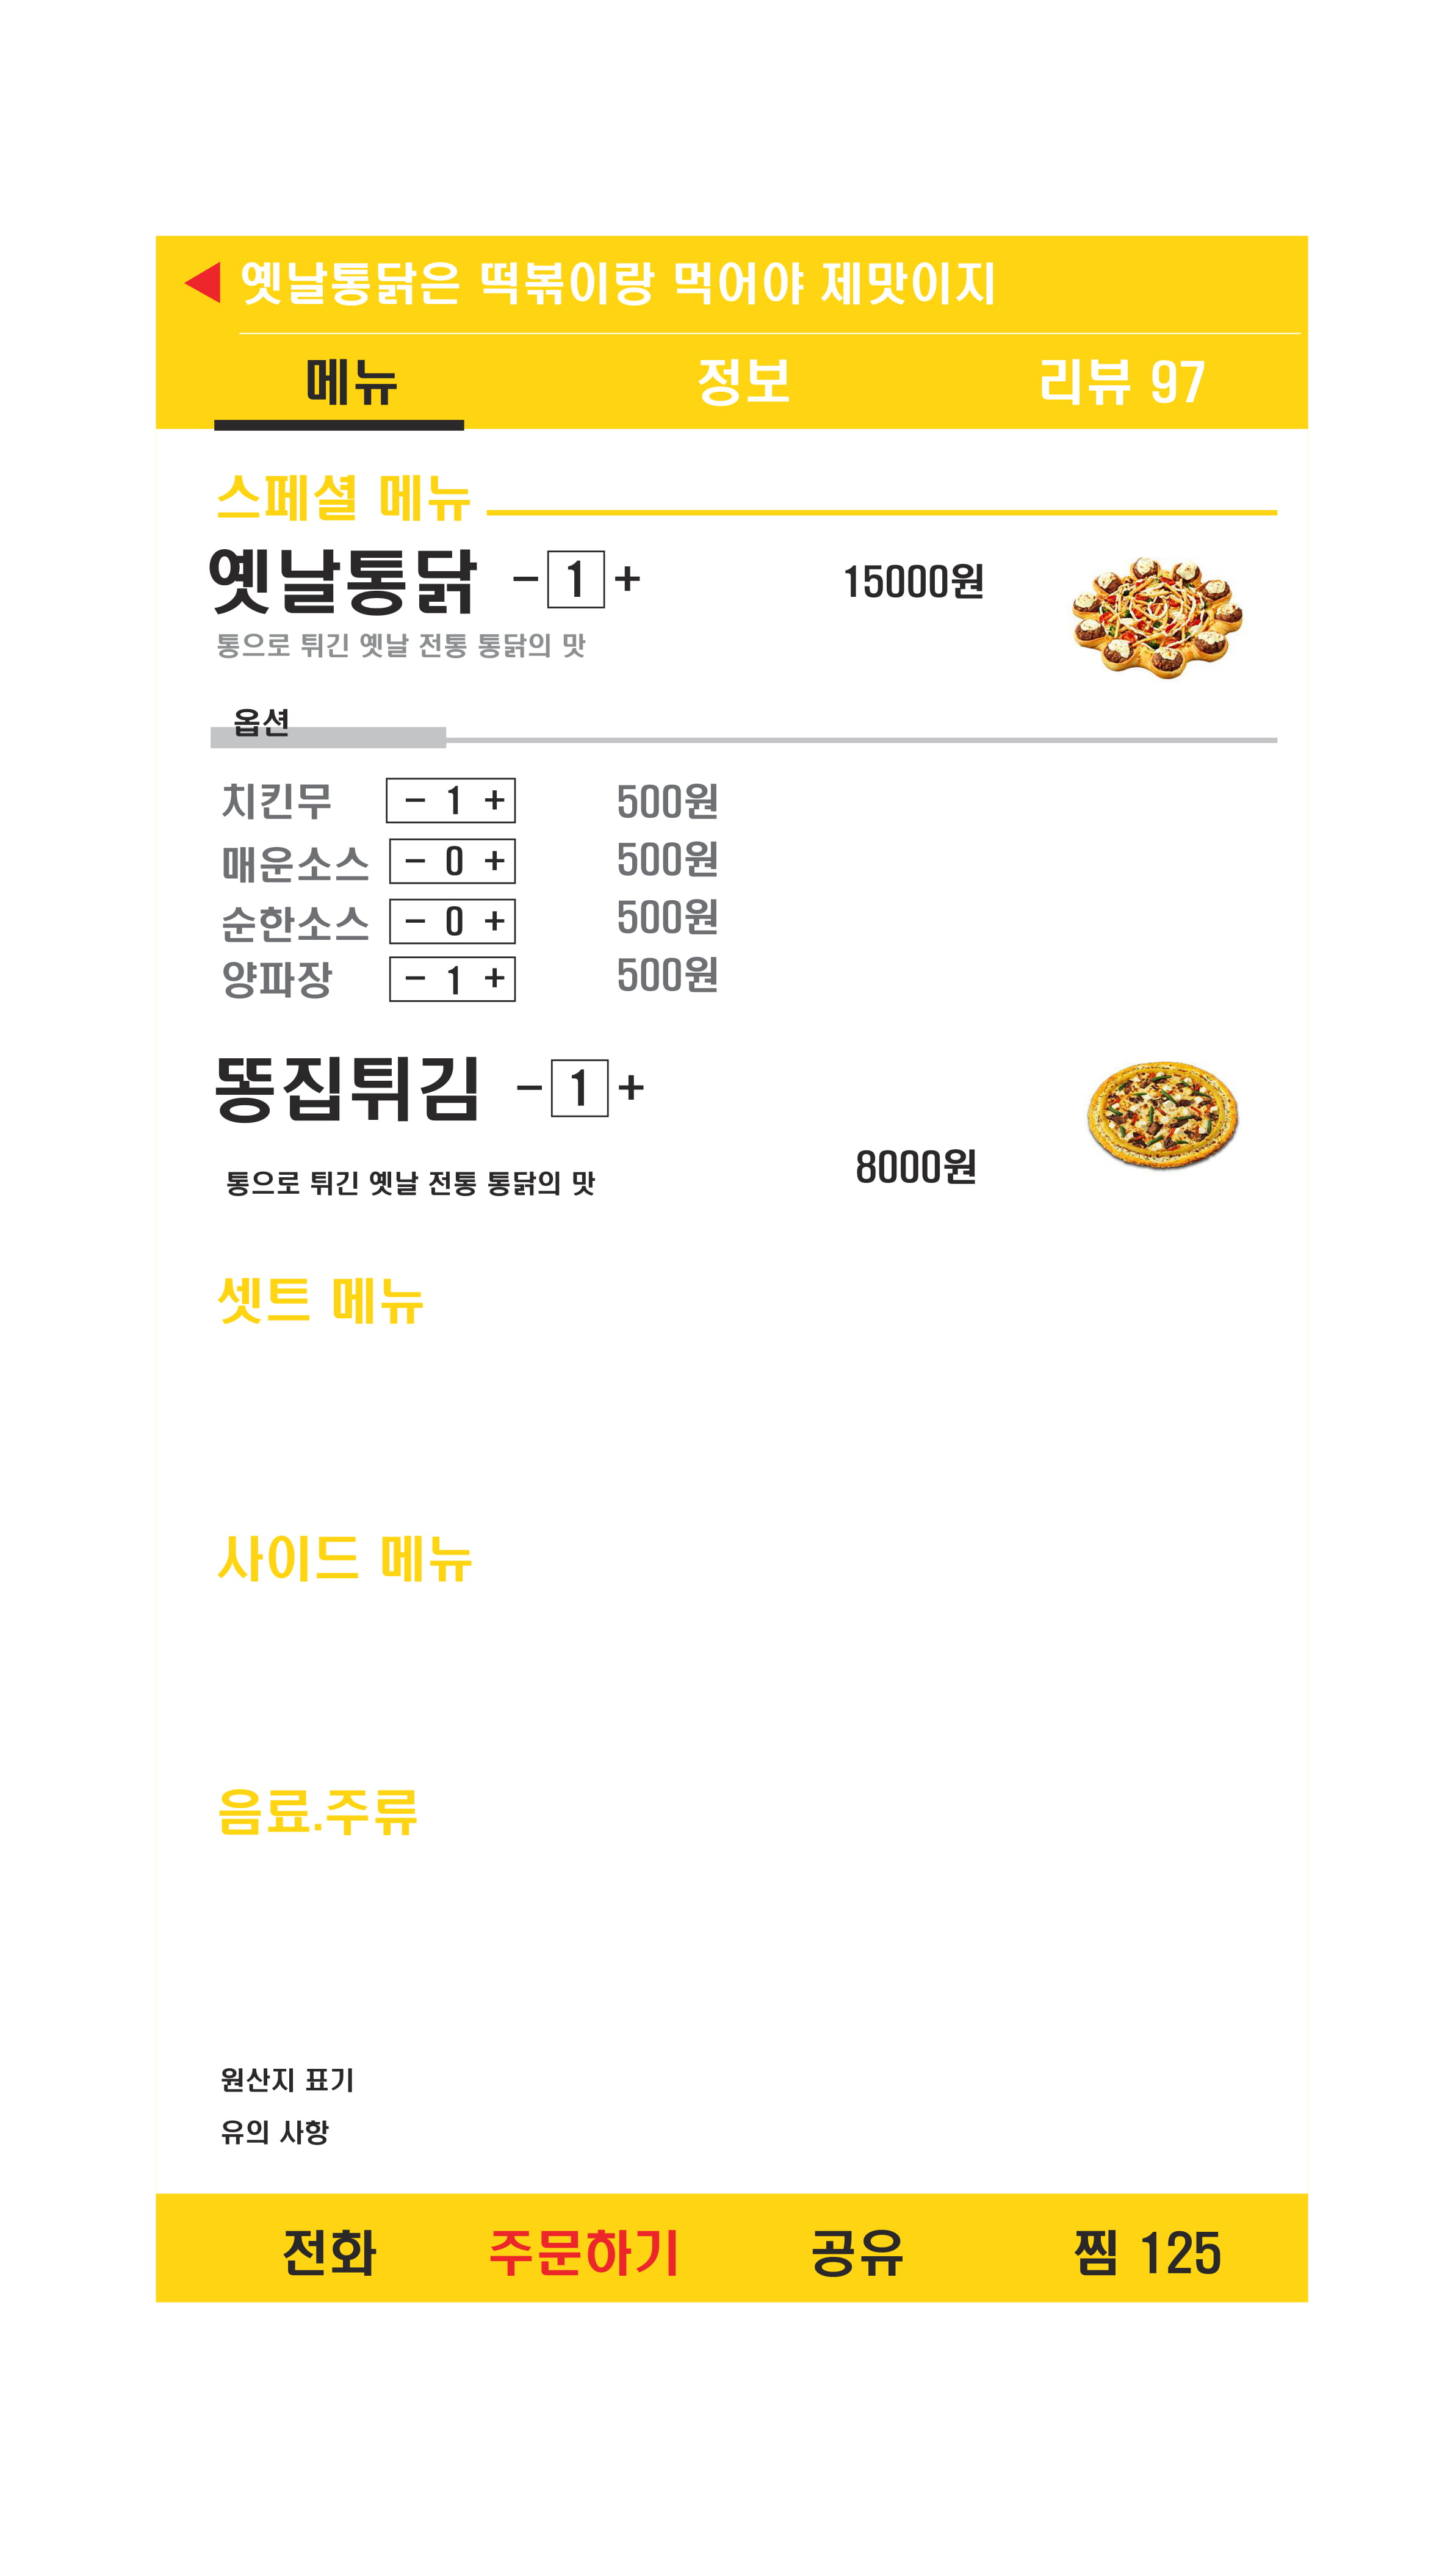 옛날통닭은 떡볶이랑 먹어야 제맛이지
메뉴 정보 리뷰 97
스페셜 메뉴
옛날통닭 - 1 + 15000원
통으로 튀긴 옛날 전통 통닭의 맛
옵션
치킨무 - 1 + 500원
매운소스 - 0 + 500원
순한소스 - 0 + 500원
양파장 - 1 + 500원
똥집튀김 - 1 +
8000원
통으로 튀긴 옛날 전통 통닭의 맛
셋트 메뉴
사이드 메뉴
음료.주류
원산지 표기
유의 사항
전화 주문하기 공유 찜 125